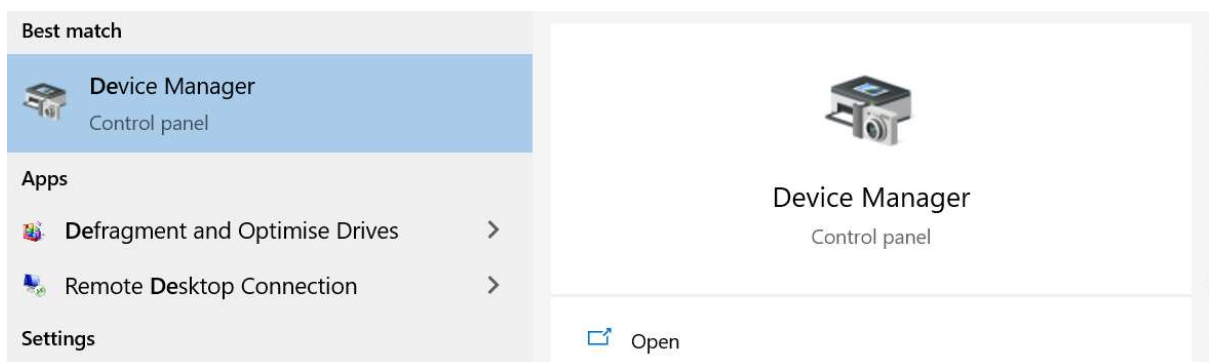 Best match
Device Manager
Control panel
Apps
Defragment and Optimise Drives
Remote Desktop Connection
Settings
Device Manager
Control panel
Open